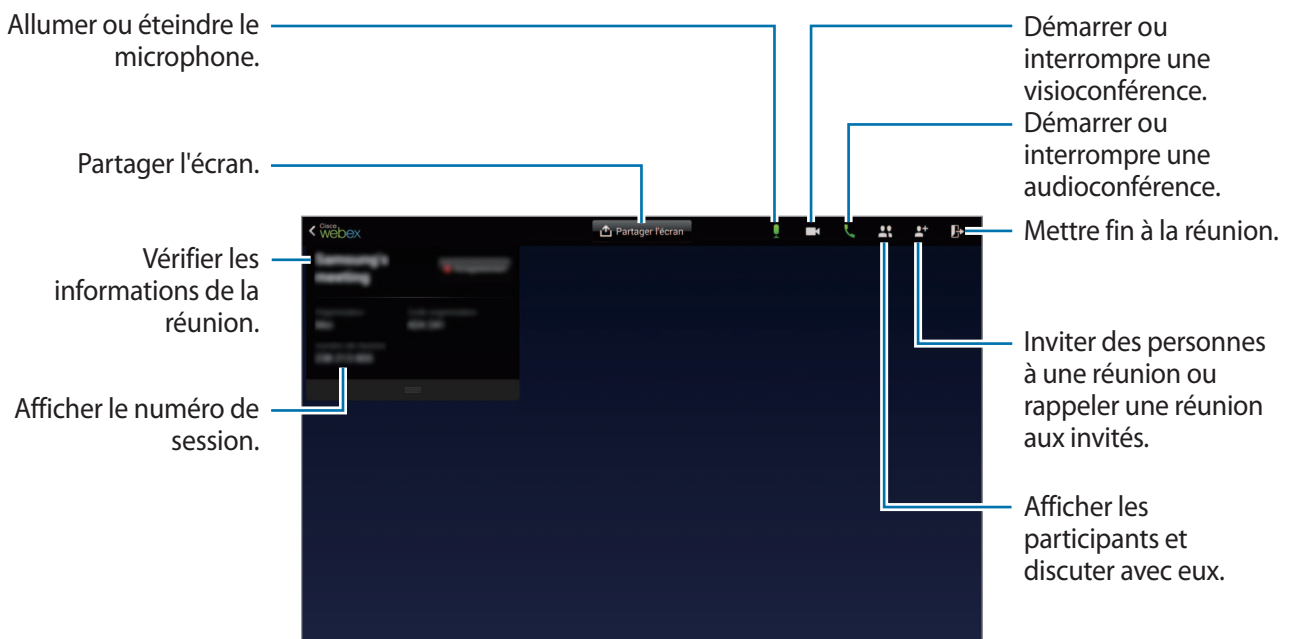 Allumer ou éteindre le
microphone.
Partager l'écran.
Vérifier les
informations de la
réunion.
Afficher le numéro de
session.
Cisco
webex
Partager l'écran
Samsung's
meeting
Démarrer ou
interrompre une
visioconférence.
Démarrer ou
interrompre une
audioconférence.
Mettre fin à la réunion.
Inviter des personnes
à une réunion ou
rappeler une réunion
aux invités.
Afficher les
participants et
discuter avec eux.